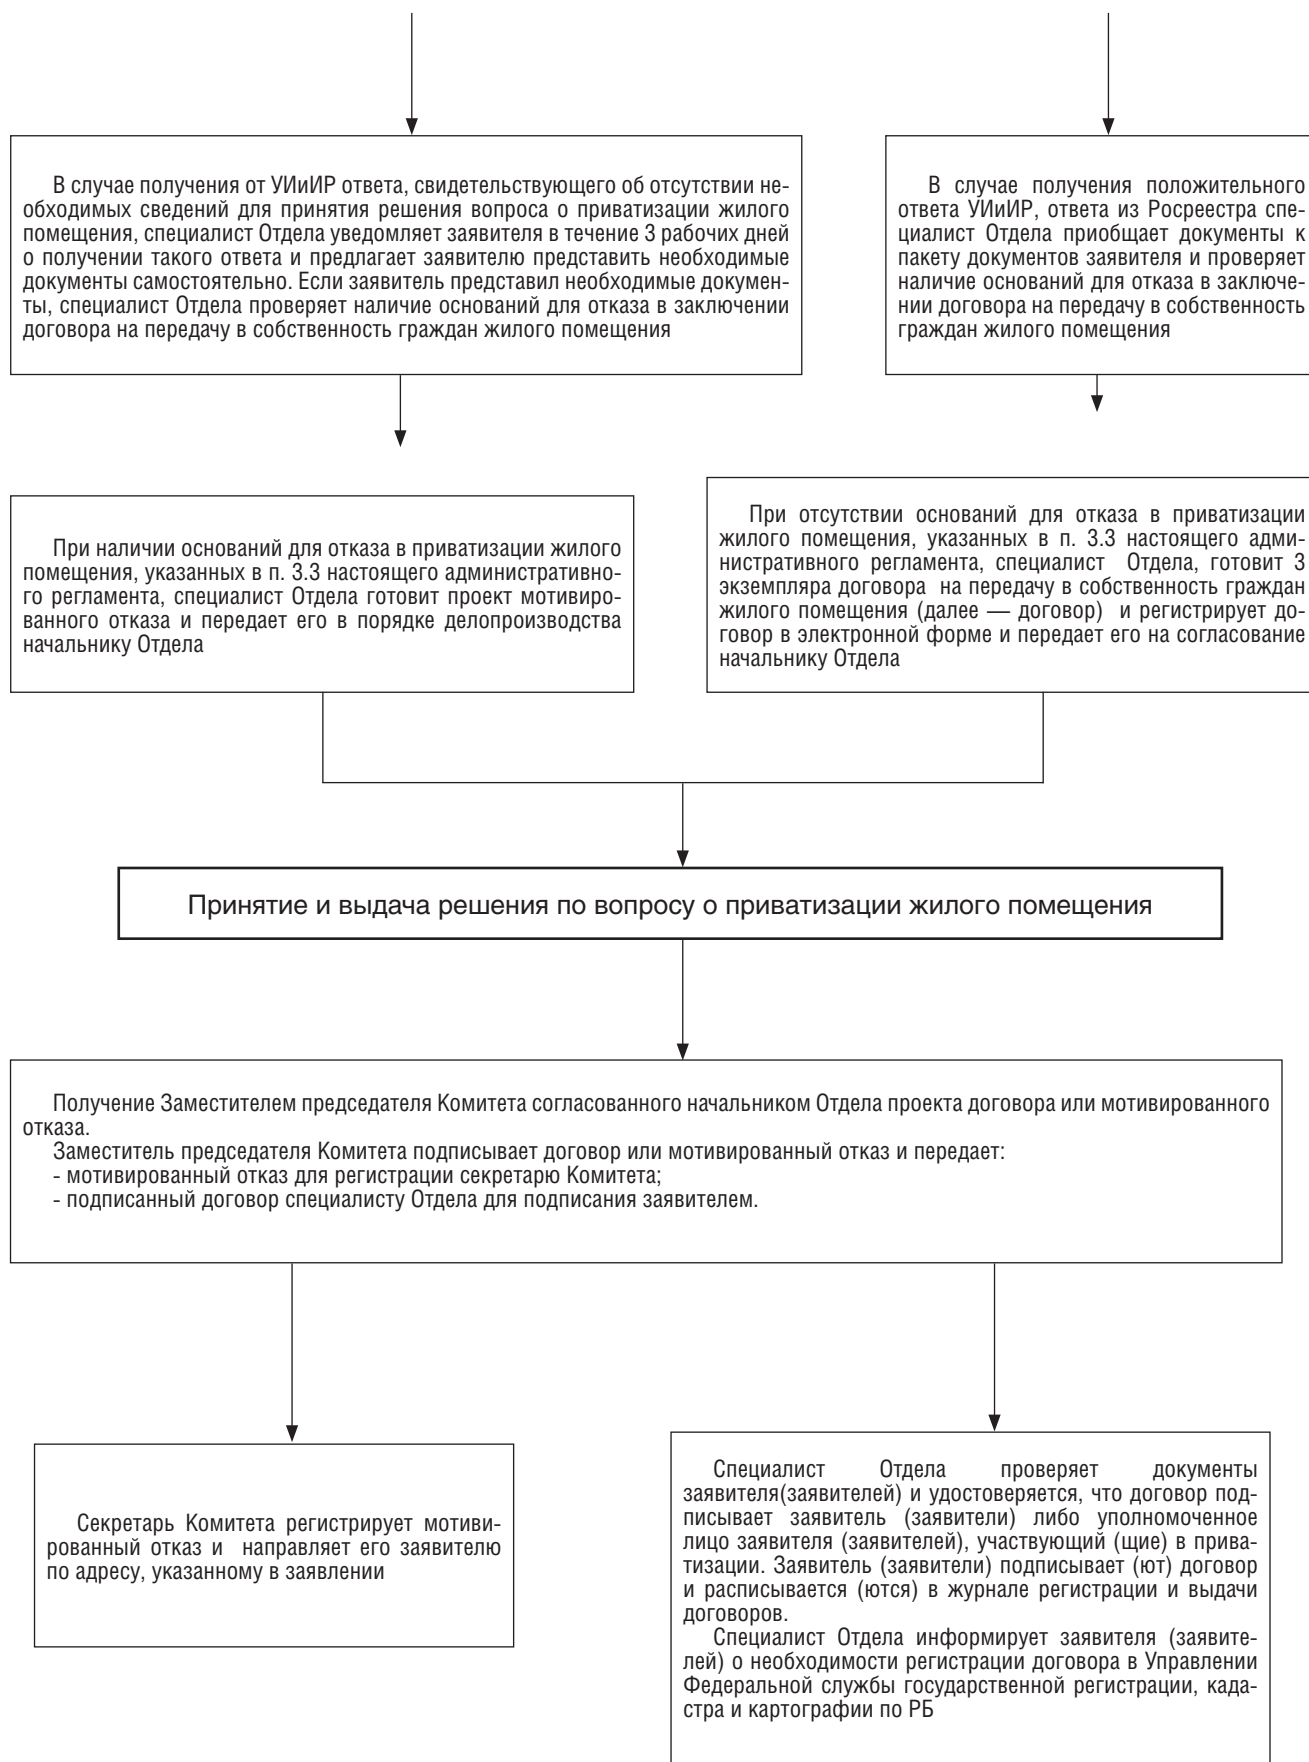 В случае получения от УИиИР ответа, свидетельствующего об отсутствии не-
обходимых сведений для принятия решения вопроса о приватизации жилого
помещения, специалист Отдела уведомляет заявителя в течение 3 рабочих дней
о получении такого ответа и предлагает заявителю представить необходимые
документы самостоятельно. Если заявитель представил необходимые докумен-
ты, специалист Отдела проверяет наличие оснований для отказа в заключении
договора на передачу в собственность граждан жилого помещения
В случае получения положительного
ответа УИиИР, ответа из Росреестра спе-
циалист Отдела приобщает документы к
пакету документов заявителя и проверяет
наличие оснований для отказа в заключе-
нии договора на передачу в собственность
граждан жилого помещения
При наличии оснований для отказа в приватизации жилого
помещения, указанных в п. 3.3 настоящего административно-
го регламента, специалист Отдела готовит проект мотивиро-
ванного отказа и передает его в порядке делопроизводства
начальнику Отдела
При отсутствии оснований для отказа в приватизации
жилого помещения, указанных в п. 3.3 настоящего адми-
нистративного регламента, специалист Отдела, готовит 3
экземпляра договора на передачу в собственность граждан
жилого помещения (далее — договор) и регистрирует до-
говор в электронной форме и передает его на согласование
начальнику Отдела
Принятие и выдача решения по вопросу о приватизации жилого помещения
Получение Заместителем председателя Комитета согласованного начальником Отдела проекта договора или мотивированного
отказа.
Заместитель председателя Комитета подписывает договор или мотивированный отказ и передает:
- мотивированный отказ для регистрации секретарю Комитета;
- подписанный договор специалисту Отдела для подписания заявителем.
Секретарь Комитета регистрирует мотиви-
рованный отказ и направляет его заявителю
по адресу, указанному в заявлении
Специалист Отдела проверяет документы
заявителя(заявителей) и удостоверяется, что договор под-
писывает заявитель (заявители) либо уполномоченное
лицо заявителя (заявителей), участвующий (щие) в прива-
тизации. Заявитель (заявители) подписывает (ют) договор
и расписывается (ются) в журнале регистрации и выдачи
договоров.
Специалист Отдела информирует заявителя (заявите-
лей) о необходимости регистрации договора в Управлении
Федеральной службы государственной регистрации, када-
стра и картографии по РБ